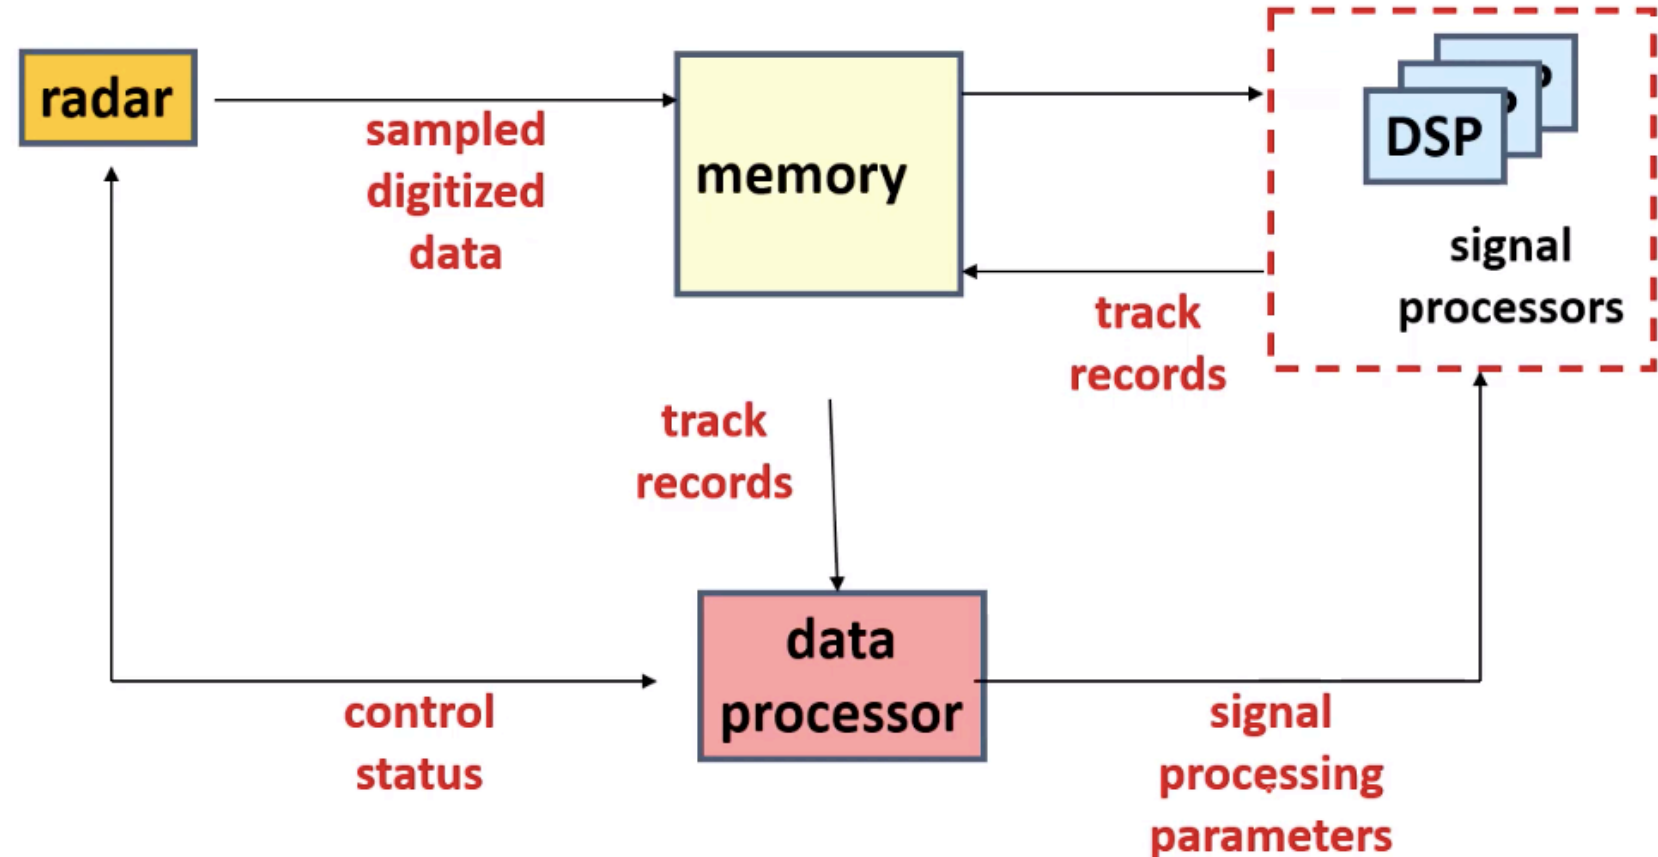 radar
sampled
digitized
data
memory
DSP
P
P
signal
processors
track
records
track
records
data
processor
control
status
signal
processing
parameters